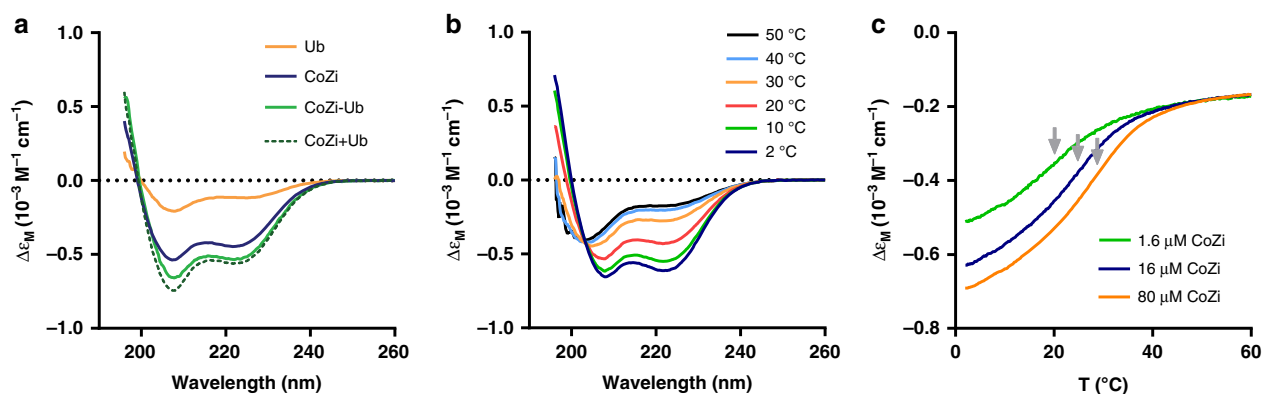 a
1.0
0.5
0.0
−0.5
−1.0
Δε_M (10⁻³ M⁻¹ cm⁻¹)
Ub
CoZi
CoZi-Ub
CoZi+Ub
200 220 240 260
Wavelength (nm)
b
1.0
0.5
0.0
−0.5
−1.0
Δε_M (10⁻³ M⁻¹ cm⁻¹)
50 °C
40 °C
30 °C
20 °C
10 °C
2 °C
200 220 240 260
Wavelength (nm)
c
0.0
−0.2
−0.4
−0.6
−0.8
Δε_M (10⁻³ M⁻¹ cm⁻¹)
1.6 μM CoZi
16 μM CoZi
80 μM CoZi
0 20 40 60
T (°C)